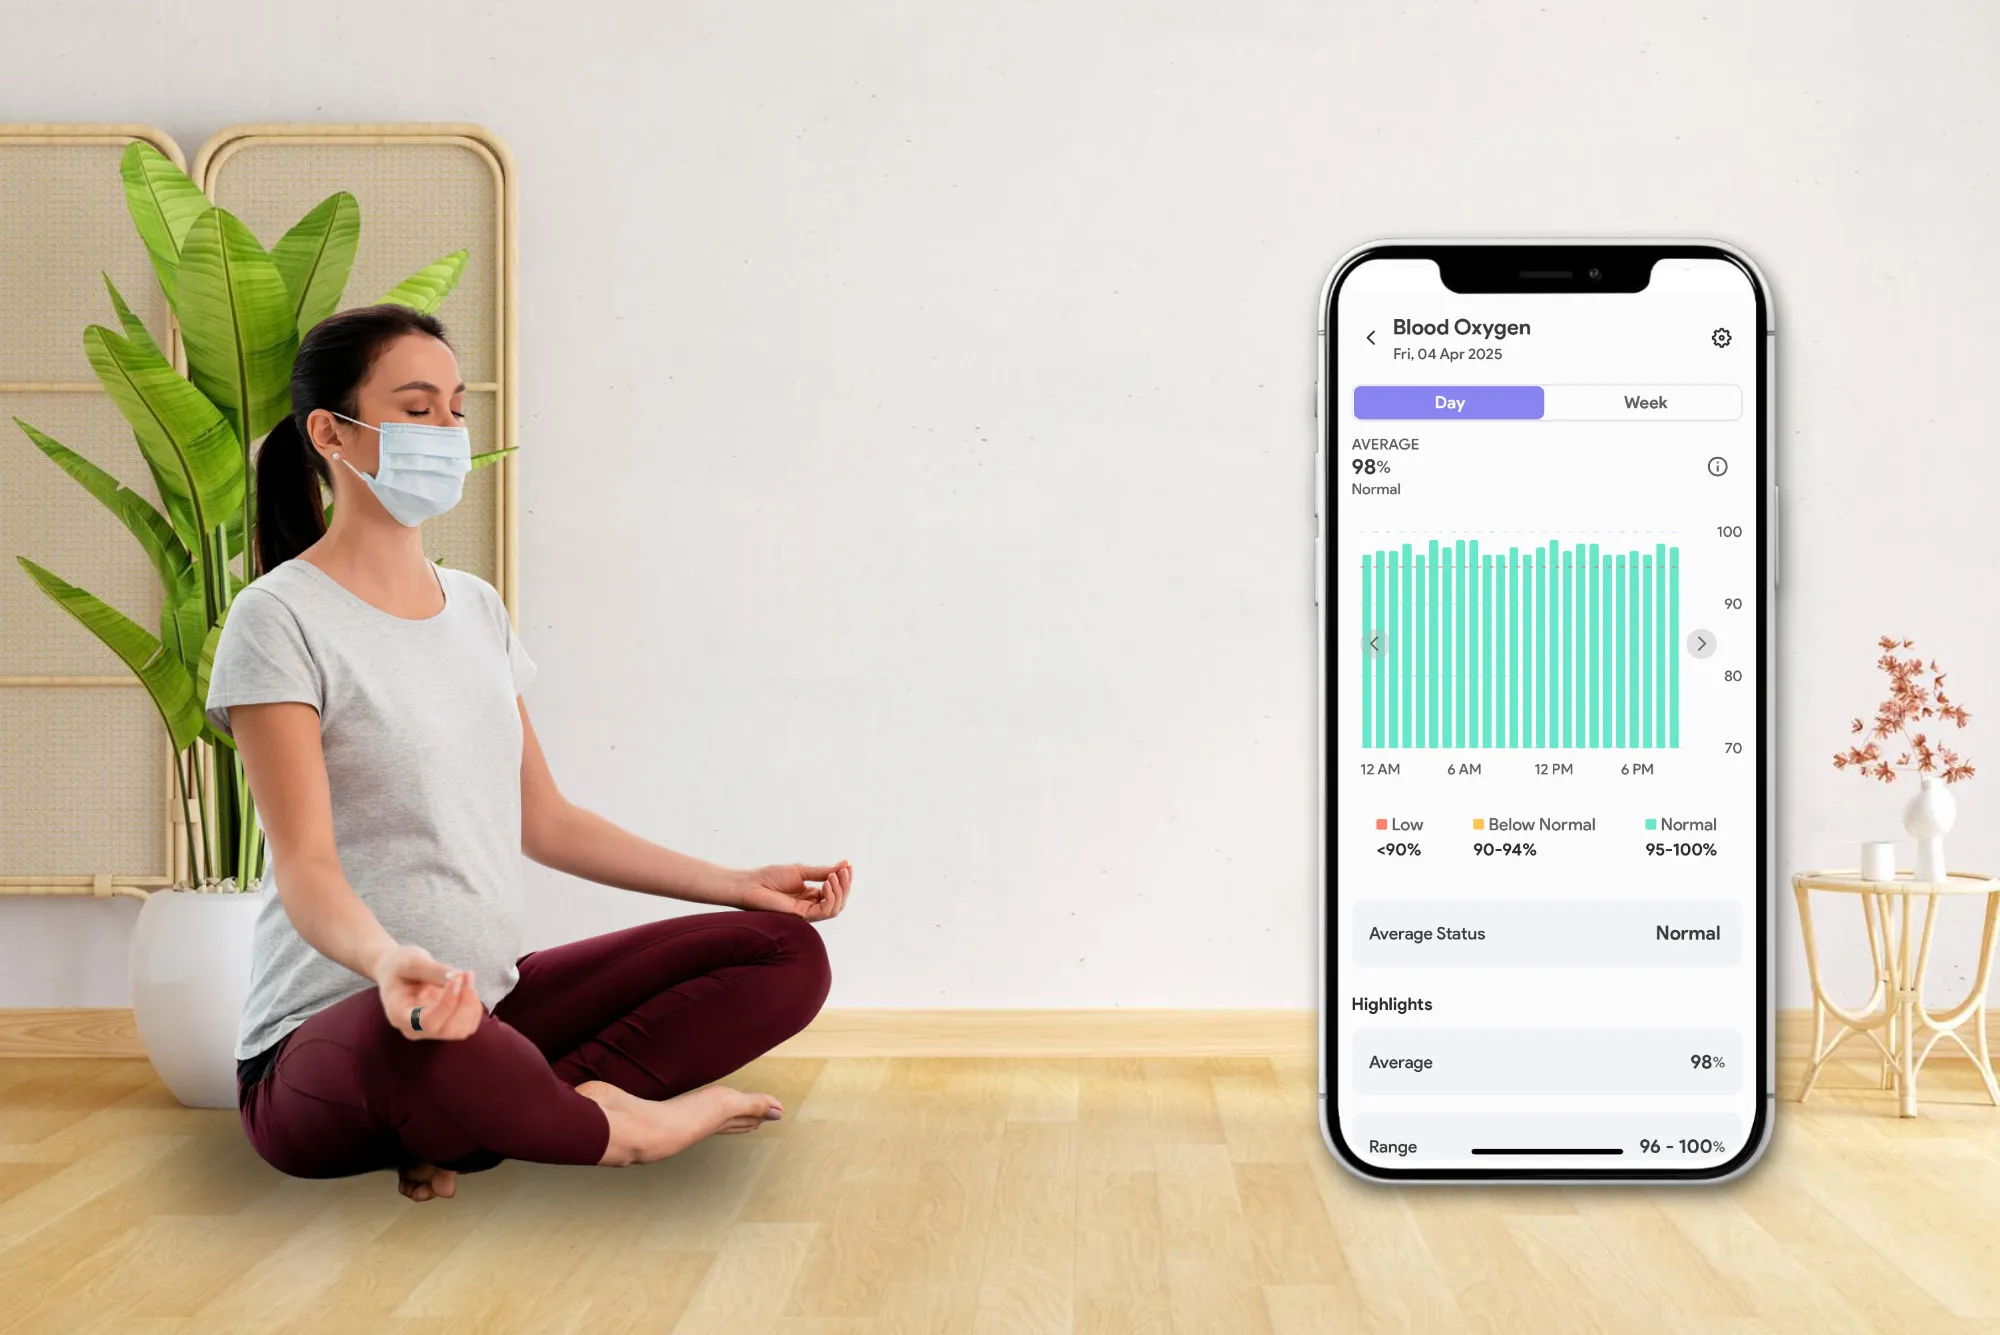 Blood Oxygen
Fri, 04 Apr 2025
Day Week
AVERAGE
98%
Normal
100
90
80
70
12 AM 6 AM 12 PM 6 PM
Low Below Normal Normal
<90% 90-94% 95-100%
Average Status Normal
Highlights
Average 98%
Range 96 - 100%